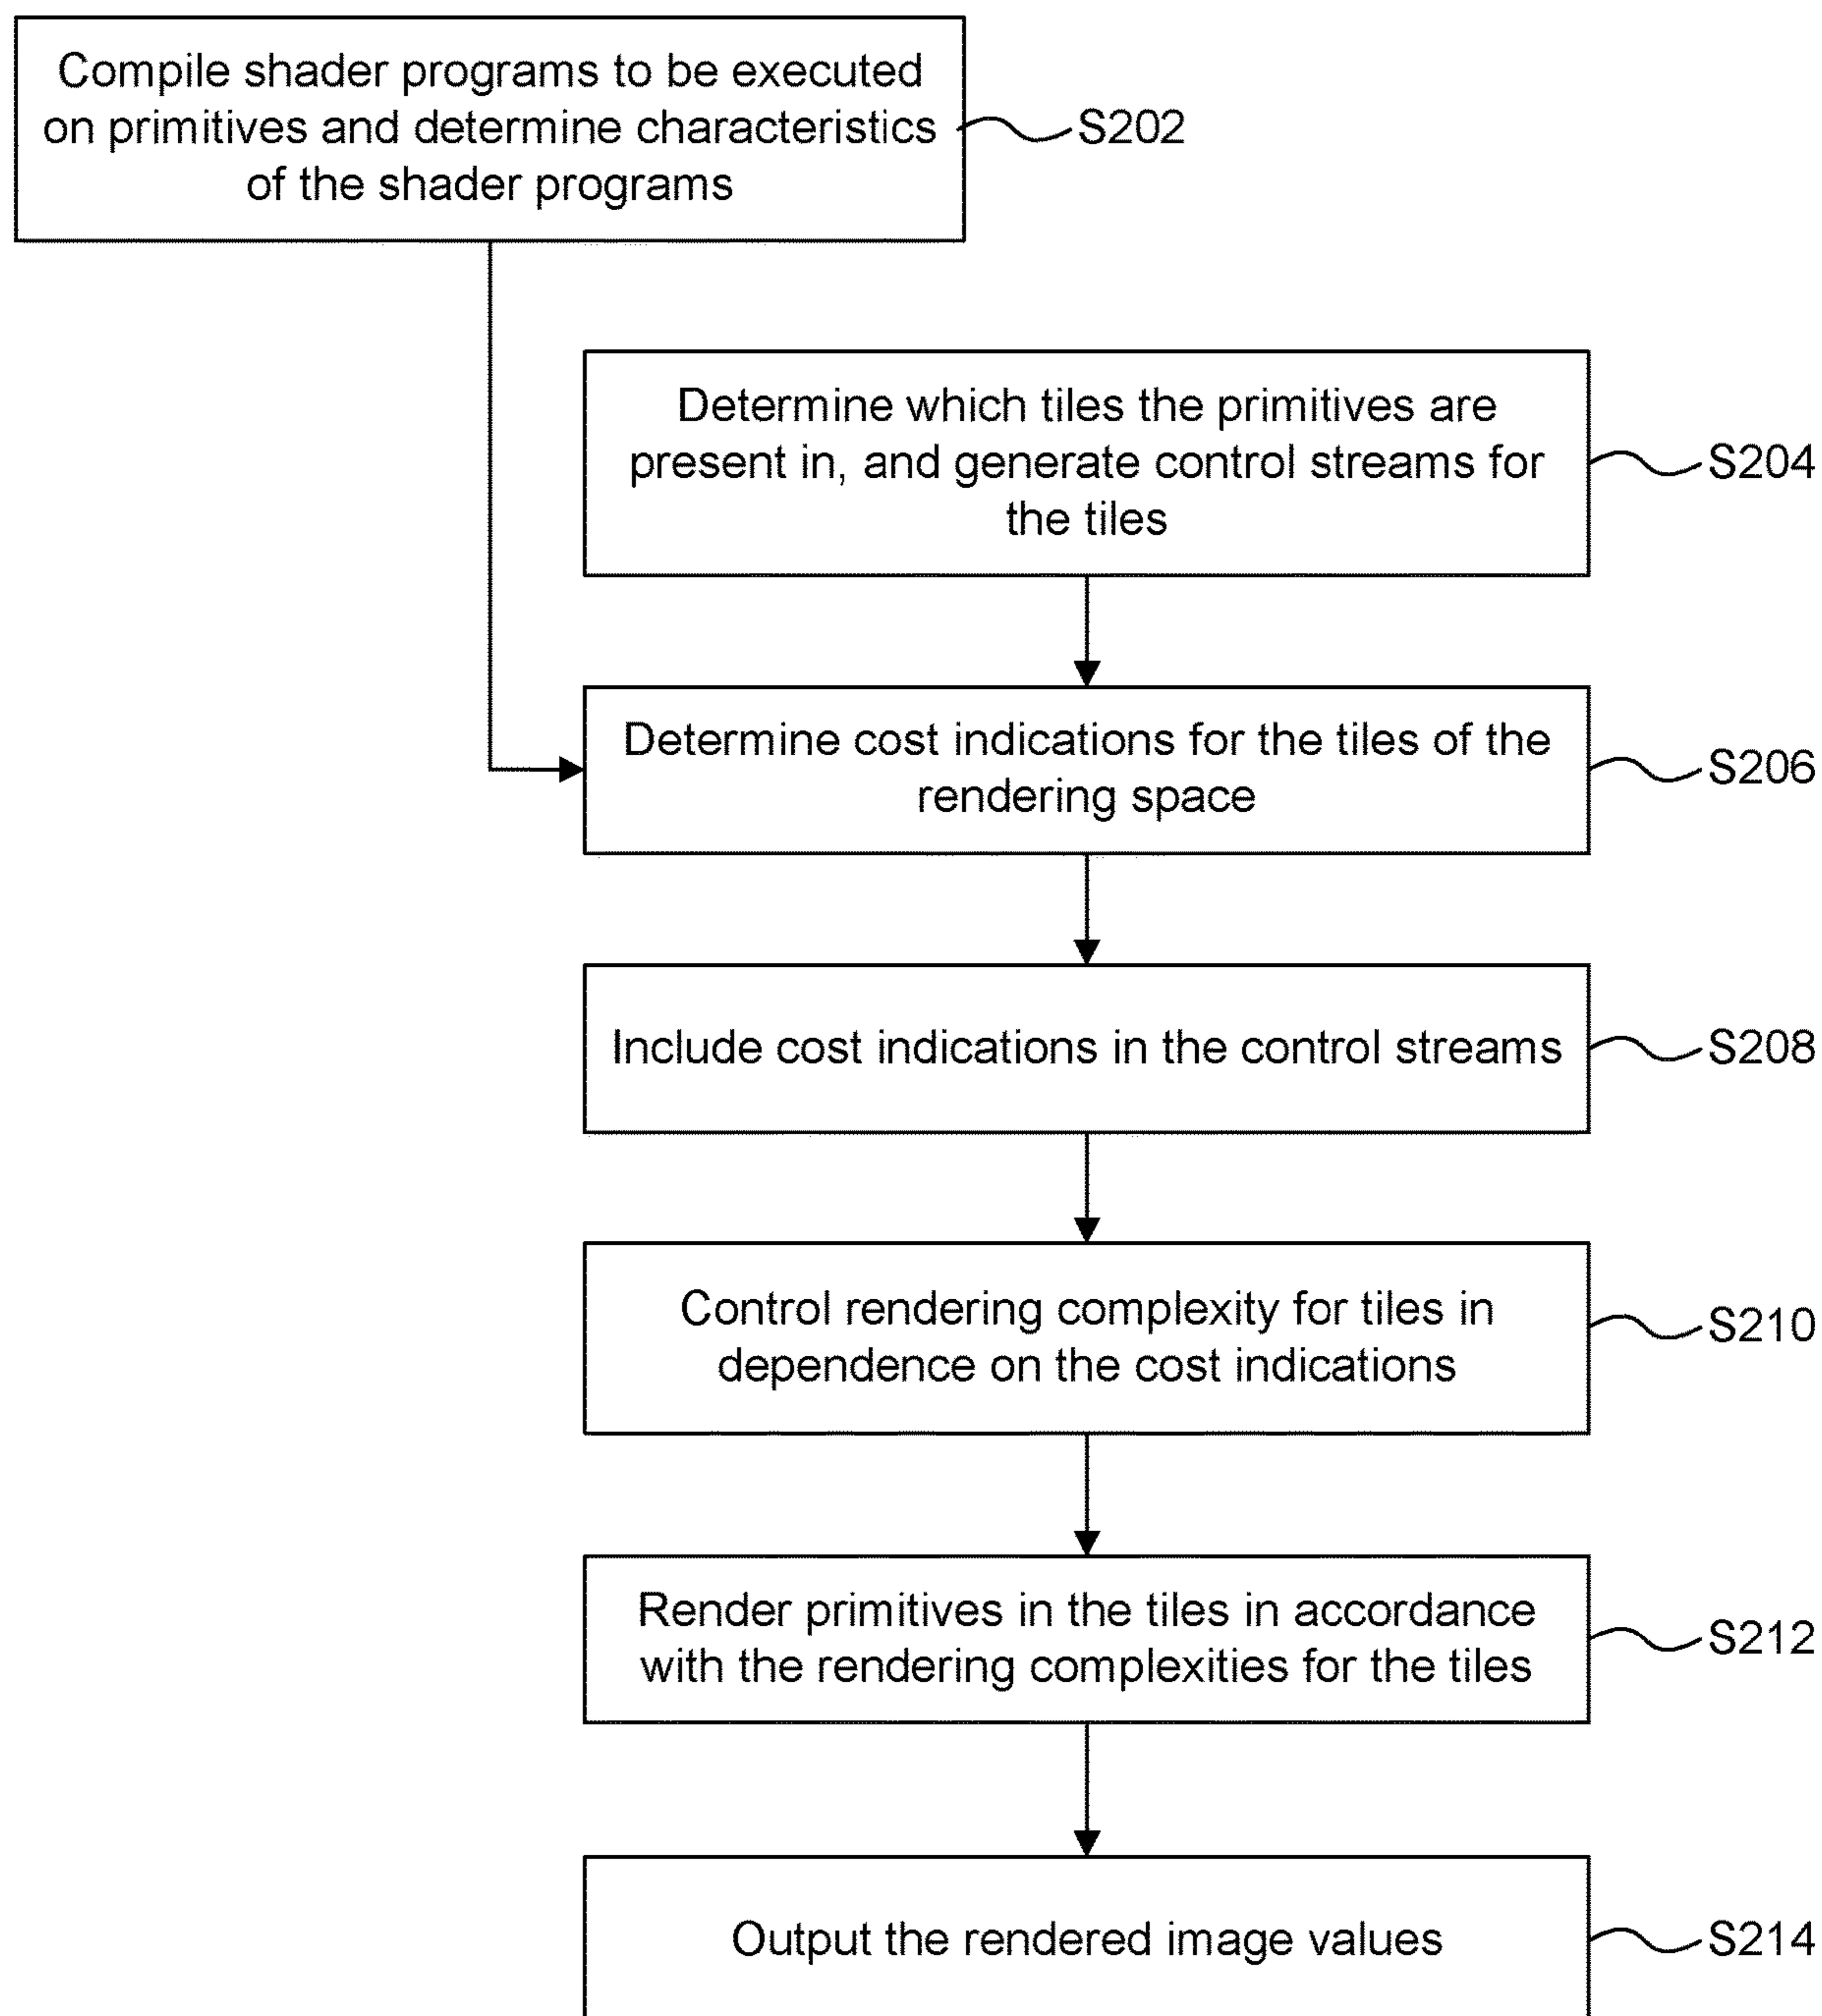 Compile shader programs to be executed
on primitives and determine characteristics
of the shader programs
S202
Determine which tiles the primitives are
present in, and generate control streams for
the tiles
S204
Determine cost indications for the tiles of the
rendering space
S206
Include cost indications in the control streams
S208
Control rendering complexity for tiles in
dependence on the cost indications
S210
Render primitives in the tiles in accordance
with the rendering complexities for the tiles
S212
Output the rendered image values
S214